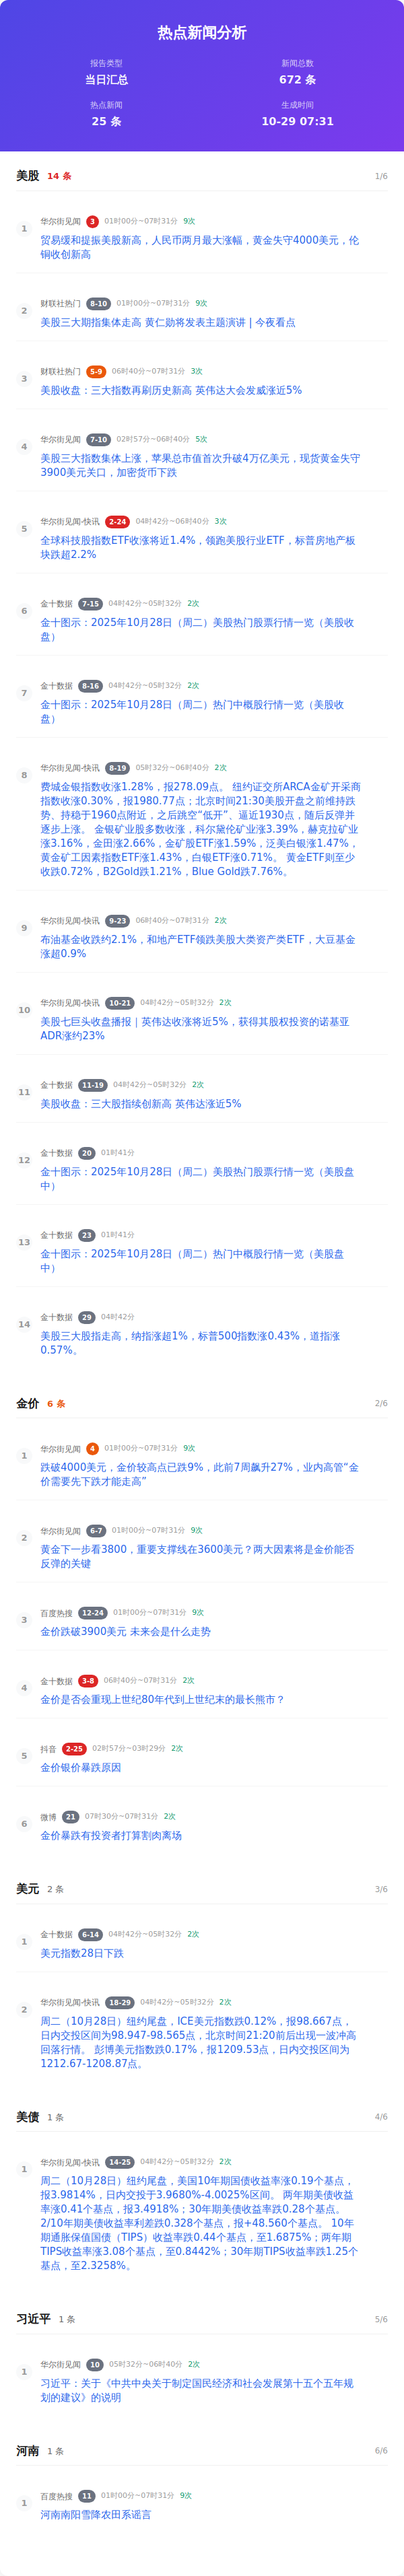 热点新闻分析
报告类型
新闻总数
当日汇总
672 条
热点新闻
生成时间
25 条
10-29 07:31
美股 14 条 1/6
1
华尔街见闻 3 01时00分~07时31分 9次
贸易缓和提振美股新高，人民币两月最大涨幅，黄金失守4000美元，伦
铜收创新高
2
财联社热门 8-10 01时00分~07时31分 9次
美股三大期指集体走高 黄仁勋将发表主题演讲 | 今夜看点
3
财联社热门 5-9 06时40分~07时31分 3次
美股收盘：三大指数再刷历史新高 英伟达大会发威涨近5%
4
华尔街见闻 7-10 02时57分~06时40分 5次
美股三大指数集体上涨，苹果总市值首次升破4万亿美元，现货黄金失守
3900美元关口，加密货币下跌
5
华尔街见闻-快讯 2-24 04时42分~06时40分 3次
全球科技股指数ETF收涨将近1.4%，领跑美股行业ETF，标普房地产板
块跌超2.2%
6
金十数据 7-15 04时42分~05时32分 2次
金十图示：2025年10月28日（周二）美股热门股票行情一览（美股收
盘）
7
金十数据 8-16 04时42分~05时32分 2次
金十图示：2025年10月28日（周二）热门中概股行情一览（美股收
盘）
8
华尔街见闻-快讯 8-19 05时32分~06时40分 2次
费城金银指数收涨1.28%，报278.09点。 纽约证交所ARCA金矿开采商
指数收涨0.30%，报1980.77点；北京时间21:30美股开盘之前维持跌
势、持稳于1960点附近，之后跳空“低开”、逼近1930点，随后反弹并
逐步上涨。 金银矿业股多数收涨，科尔黛伦矿业涨3.39%，赫克拉矿业
涨3.16%，金田涨2.66%，金矿股ETF涨1.59%，泛美白银涨1.47%，
黄金矿工因素指数ETF涨1.43%，白银ETF涨0.71%。 黄金ETF则至少
收跌0.72%，B2Gold跌1.21%，Blue Gold跌7.76%。
9
华尔街见闻-快讯 9-23 06时40分~07时31分 2次
布油基金收跌约2.1%，和地产ETF领跌美股大类资产类ETF，大豆基金
涨超0.9%
10
华尔街见闻-快讯 10-21 04时42分~05时32分 2次
美股七巨头收盘播报｜英伟达收涨将近5%，获得其股权投资的诺基亚
ADR涨约23%
11
金十数据 11-19 04时42分~05时32分 2次
美股收盘：三大股指续创新高 英伟达涨近5%
12
金十数据 20 01时41分
金十图示：2025年10月28日（周二）美股热门股票行情一览（美股盘
中）
13
金十数据 23 01时41分
金十图示：2025年10月28日（周二）热门中概股行情一览（美股盘
中）
14
金十数据 29 04时42分
美股三大股指走高，纳指涨超1%，标普500指数涨0.43%，道指涨
0.57%。
金价 6 条 2/6
1
华尔街见闻 4 01时00分~07时31分 9次
跌破4000美元，金价较高点已跌9%，此前7周飙升27%，业内高管“金
价需要先下跌才能走高”
2
华尔街见闻 6-7 01时00分~07时31分 9次
黄金下一步看3800，重要支撑线在3600美元？两大因素将是金价能否
反弹的关键
3
百度热搜 12-24 01时00分~07时31分 9次
金价跌破3900美元 未来会是什么走势
4
金十数据 3-8 06时40分~07时31分 2次
金价是否会重现上世纪80年代到上世纪末的最长熊市？
5
抖音 2-25 02时57分~03时29分 2次
金价银价暴跌原因
6
微博 21 07时30分~07时31分 2次
金价暴跌有投资者打算割肉离场
美元 2 条 3/6
1
金十数据 6-14 04时42分~05时32分 2次
美元指数28日下跌
2
华尔街见闻-快讯 18-29 04时42分~05时32分 2次
周二（10月28日）纽约尾盘，ICE美元指数跌0.12%，报98.667点，
日内交投区间为98.947-98.565点，北京时间21:20前后出现一波冲高
回落行情。 彭博美元指数跌0.17%，报1209.53点，日内交投区间为
1212.67-1208.87点。
美债 1 条 4/6
1
华尔街见闻-快讯 14-25 04时42分~05时32分 2次
周二（10月28日）纽约尾盘，美国10年期国债收益率涨0.19个基点，
报3.9814%，日内交投于3.9680%-4.0025%区间。 两年期美债收益
率涨0.41个基点，报3.4918%；30年期美债收益率跌0.28个基点。
2/10年期美债收益率利差跌0.328个基点，报+48.560个基点。 10年
期通胀保值国债（TIPS）收益率跌0.44个基点，至1.6875%；两年期
TIPS收益率涨3.08个基点，至0.8442%；30年期TIPS收益率跌1.25个
基点，至2.3258%。
习近平 1 条 5/6
1
华尔街见闻 10 05时32分~06时40分 2次
习近平：关于《中共中央关于制定国民经济和社会发展第十五个五年规
划的建议》的说明
河南 1 条 6/6
1
百度热搜 11 01时00分~07时31分 9次
河南南阳雪降农田系谣言